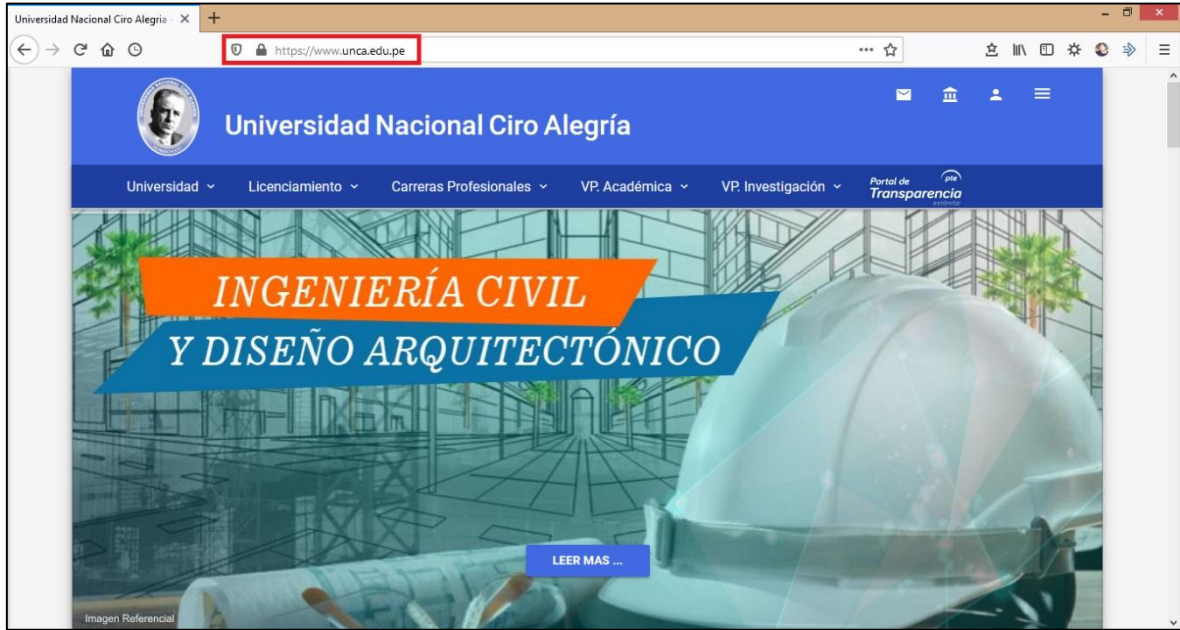 Universidad Nacional Ciro Alegria -
https://www.unca.edu.pe
Universidad Nacional Ciro Alegría
Universidad
Licenciamiento
Carreras Profesionales
VP. Académica
VP. Investigación
Portal de
pte
Transparencia
estándar
INGENIERÍA CIVIL
Y DISEÑO ARQUITECTÓNICO
LEER MAS ...
Imagen Referencial